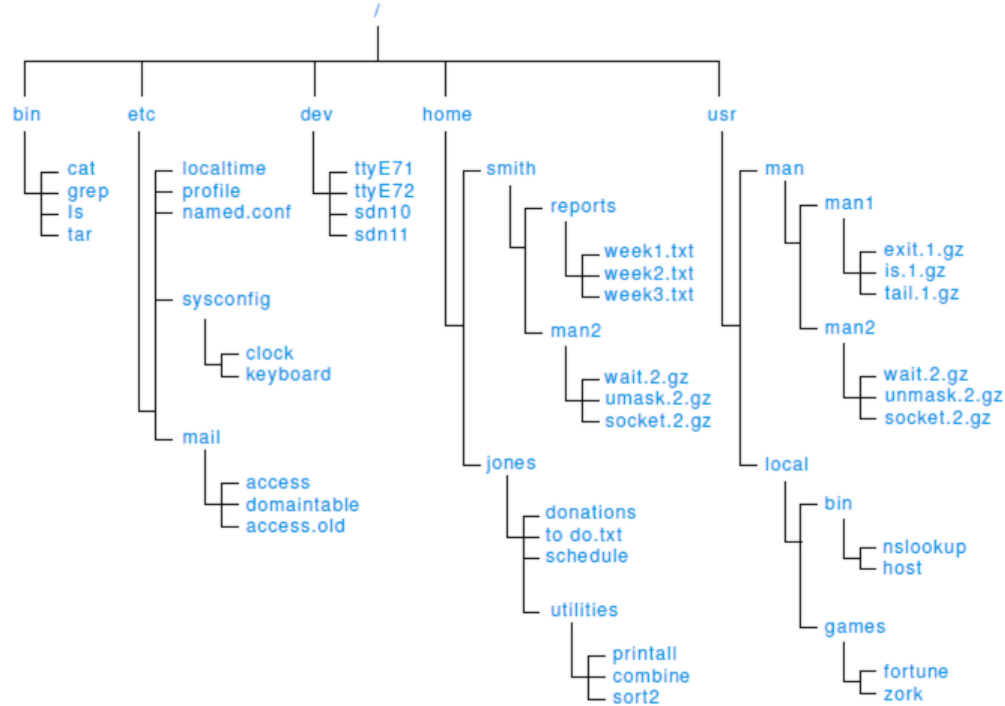 /
bin
etc
dev
home
usr
cat
grep
ls
tar
localtime
profile
named.conf
sysconfig
clock
keyboard
mail
access
domaintable
access.old
ttyE71
ttyE72
sdn10
sdn11
smith
reports
week1.txt
week2.txt
week3.txt
man2
wait.2.gz
umask.2.gz
socket.2.gz
jones
donations
to do.txt
schedule
utilities
printall
combine
sort2
man
man1
exit.1.gz
is.1.gz
tail.1.gz
man2
wait.2.gz
unmask.2.gz
socket.2.gz
local
bin
nslookup
host
games
fortune
zork